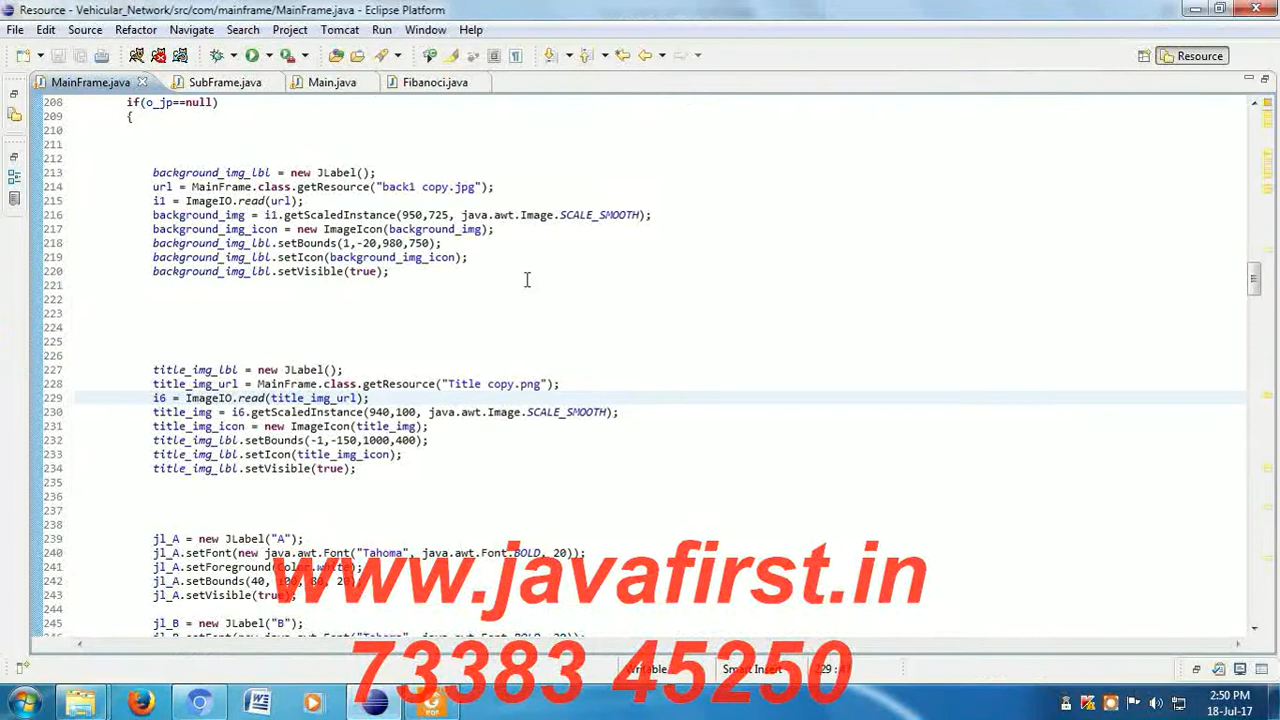 Resource - Vehicular_Network/src/com/mainframe/MainFrame.java - Eclipse Platform
File Edit Source Refactor Navigate Search Project Tomcat Run Window Help
Resource
MainFrame.java SubFrame.java Main.java Fibanoci.java
208 if(o_jp==null)
209 {
210
211
212
213 background_img_lbl = new JLabel();
214 url = MainFrame.class.getResource("back1 copy.jpg");
215 i1 = ImageIO.read(url);
216 background_img = i1.getScaledInstance(950,725, java.awt.Image.SCALE_SMOOTH);
217 background_img_icon = new ImageIcon(background_img);
218 background_img_lbl.setBounds(1,-20,980,750);
219 background_img_lbl.setIcon(background_img_icon);
220 background_img_lbl.setVisible(true);
221
222
223
224
225
226
227 title_img_lbl = new JLabel();
228 title_img_url = MainFrame.class.getResource("Title copy.png");
229 i6 = ImageIO.read(title_img_url);
230 title_img = i6.getScaledInstance(940,100, java.awt.Image.SCALE_SMOOTH);
231 title_img_icon = new ImageIcon(title_img);
232 title_img_lbl.setBounds(-1,-150,1000,400);
233 title_img_lbl.setIcon(title_img_icon);
234 title_img_lbl.setVisible(true);
235
236
237
238
239 jl_A = new JLabel("A");
240 jl_A.setFont(new java.awt.Font("Tahoma", java.awt.Font.BOLD, 20));
241 jl_A.setForeground(Color.white);
242 jl_A.setBounds(40, 100, 80, 20);
243 jl_A.setVisible(true);
244
245 jl_B = new JLabel("B");
www.javafirst.in
73383 45250
Writable Smart Insert
2:50 PM
18-Jul-17